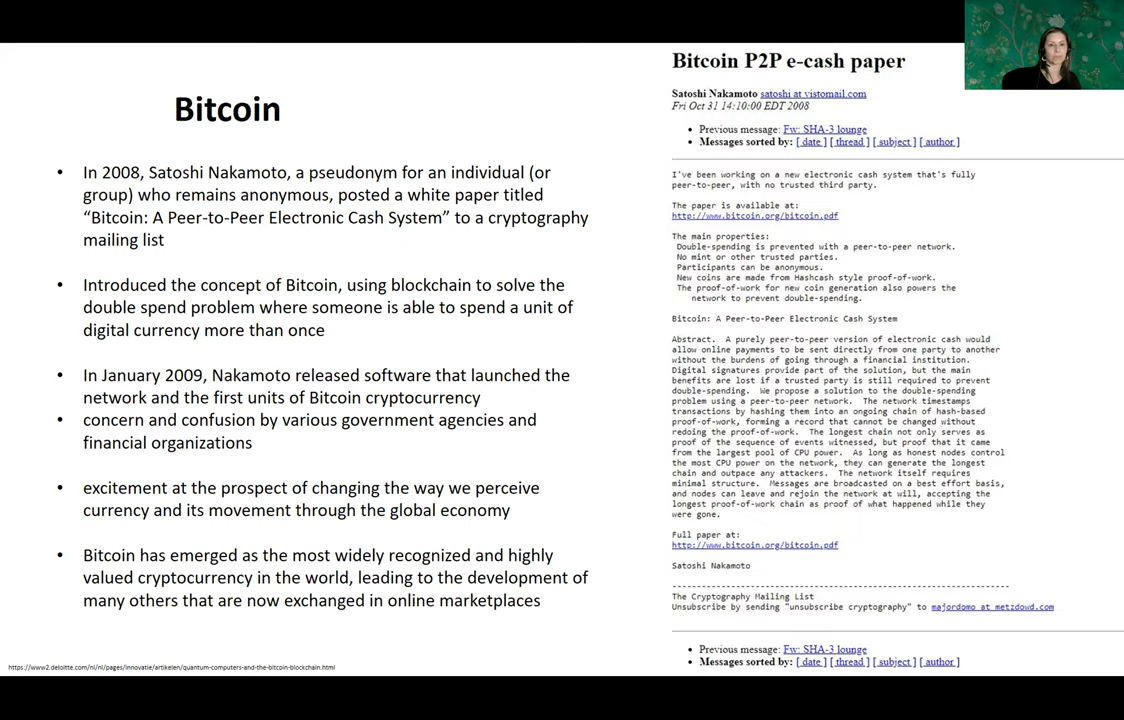 Bitcoin
• In 2008, Satoshi Nakamoto, a pseudonym for an individual (or
group) who remains anonymous, posted a white paper titled
“Bitcoin: A Peer-to-Peer Electronic Cash System” to a cryptography
mailing list
• Introduced the concept of Bitcoin, using blockchain to solve the
double spend problem where someone is able to spend a unit of
digital currency more than once
• In January 2009, Nakamoto released software that launched the
network and the first units of Bitcoin cryptocurrency
• concern and confusion by various government agencies and
financial organizations
• excitement at the prospect of changing the way we perceive
currency and its movement through the global economy
• Bitcoin has emerged as the most widely recognized and highly
valued cryptocurrency in the world, leading to the development of
many others that are now exchanged in online marketplaces
https://www2.deloitte.com/nl/nl/pages/innovatie/artikelen/quantum-computers-and-the-bitcoin-blockchain.html
Bitcoin P2P e-cash paper
Satoshi Nakamoto satoshi at vistomail.com
Fri Oct 31 14:10:00 EDT 2008
• Previous message: Fw: SHA-3 lounge
• Messages sorted by: [ date ] [ thread ] [ subject ] [ author ]
I've been working on a new electronic cash system that's fully
peer-to-peer, with no trusted third party.
The paper is available at:
http://www.bitcoin.org/bitcoin.pdf
The main properties:
Double-spending is prevented with a peer-to-peer network.
No mint or other trusted parties.
Participants can be anonymous.
New coins are made from Hashcash style proof-of-work.
The proof-of-work for new coin generation also powers the
network to prevent double-spending.
Bitcoin: A Peer-to-Peer Electronic Cash System
Abstract. A purely peer-to-peer version of electronic cash would
allow online payments to be sent directly from one party to another
without the burdens of going through a financial institution.
Digital signatures provide part of the solution, but the main
benefits are lost if a trusted party is still required to prevent
double-spending. We propose a solution to the double-spending
problem using a peer-to-peer network. The network timestamps
transactions by hashing them into an ongoing chain of hash-based
proof-of-work, forming a record that cannot be changed without
redoing the proof-of-work. The longest chain not only serves as
proof of the sequence of events witnessed, but proof that it came
from the largest pool of CPU power. As long as honest nodes control
the most CPU power on the network, they can generate the longest
chain and outpace any attackers. The network itself requires
minimal structure. Messages are broadcasted on a best effort basis,
and nodes can leave and rejoin the network at will, accepting the
longest proof-of-work chain as proof of what happened while they
were gone.
Full paper at:
http://www.bitcoin.org/bitcoin.pdf
Satoshi Nakamoto
---------------------------------------------------------------------
The Cryptography Mailing List
Unsubscribe by sending "unsubscribe cryptography" to majordomo at metzdowd.com
• Previous message: Fw: SHA-3 lounge
• Messages sorted by: [ date ] [ thread ] [ subject ] [ author ]